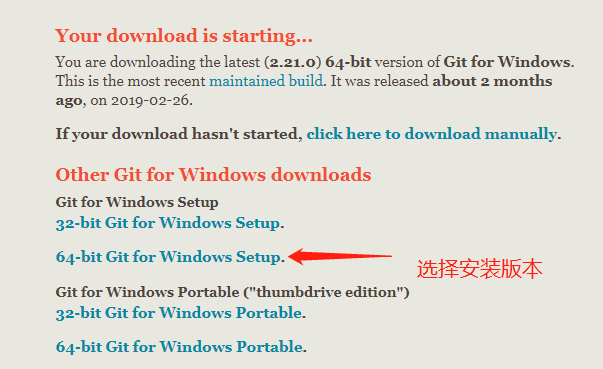 Your download is starting...
You are downloading the latest (2.21.0) 64-bit version of Git for Windows.
This is the most recent maintained build. It was released about 2 months
ago, on 2019-02-26.
If your download hasn't started, click here to download manually.
Other Git for Windows downloads
Git for Windows Setup
32-bit Git for Windows Setup.
64-bit Git for Windows Setup.
选择安装版本
Git for Windows Portable ("thumbdrive edition")
32-bit Git for Windows Portable.
64-bit Git for Windows Portable.